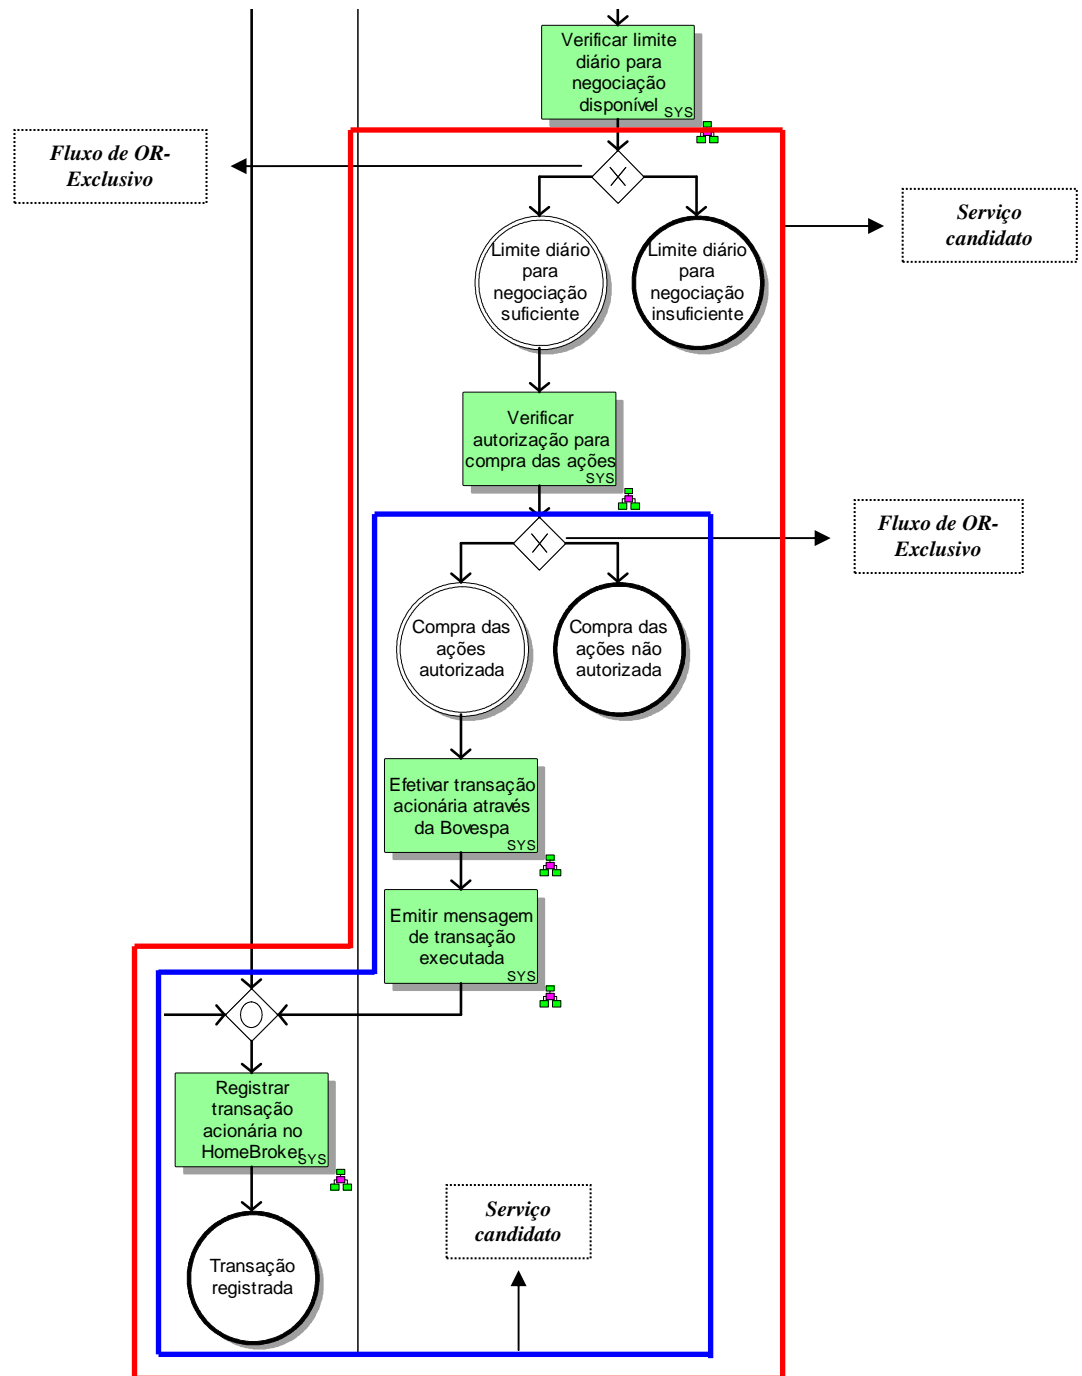 Verificar limite
diário para
negociação
disponível
SYS
Fluxo de OR-
Exclusivo
X
Serviço
candidato
Limite diário
para
negociação
suficiente
Limite diário
para
negociação
insuficiente
Verificar
autorização para
compra das ações
SYS
Fluxo de OR-
Exclusivo
X
Compra das
ações
autorizada
Compra das
ações não
autorizada
Efetivar transação
acionária através
da Bovespa
SYS
Emitir mensagem
de transação
executada
SYS
Registrar
transação
acionária no
HomeBroker
SYS
Serviço
candidato
Transação
registrada